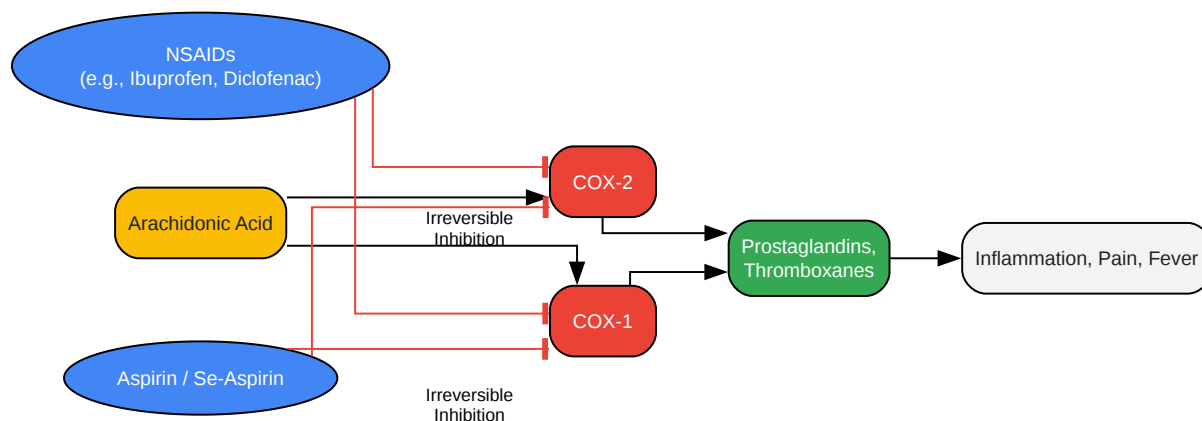 NSAIDs
(e.g., Ibuprofen, Diclofenac)
COX-2
Arachidonic Acid
Irreversible
Inhibition
Prostaglandins,
Thromboxanes
Inflammation, Pain, Fever
COX-1
Aspirin / Se-Aspirin
Irreversible
Inhibition